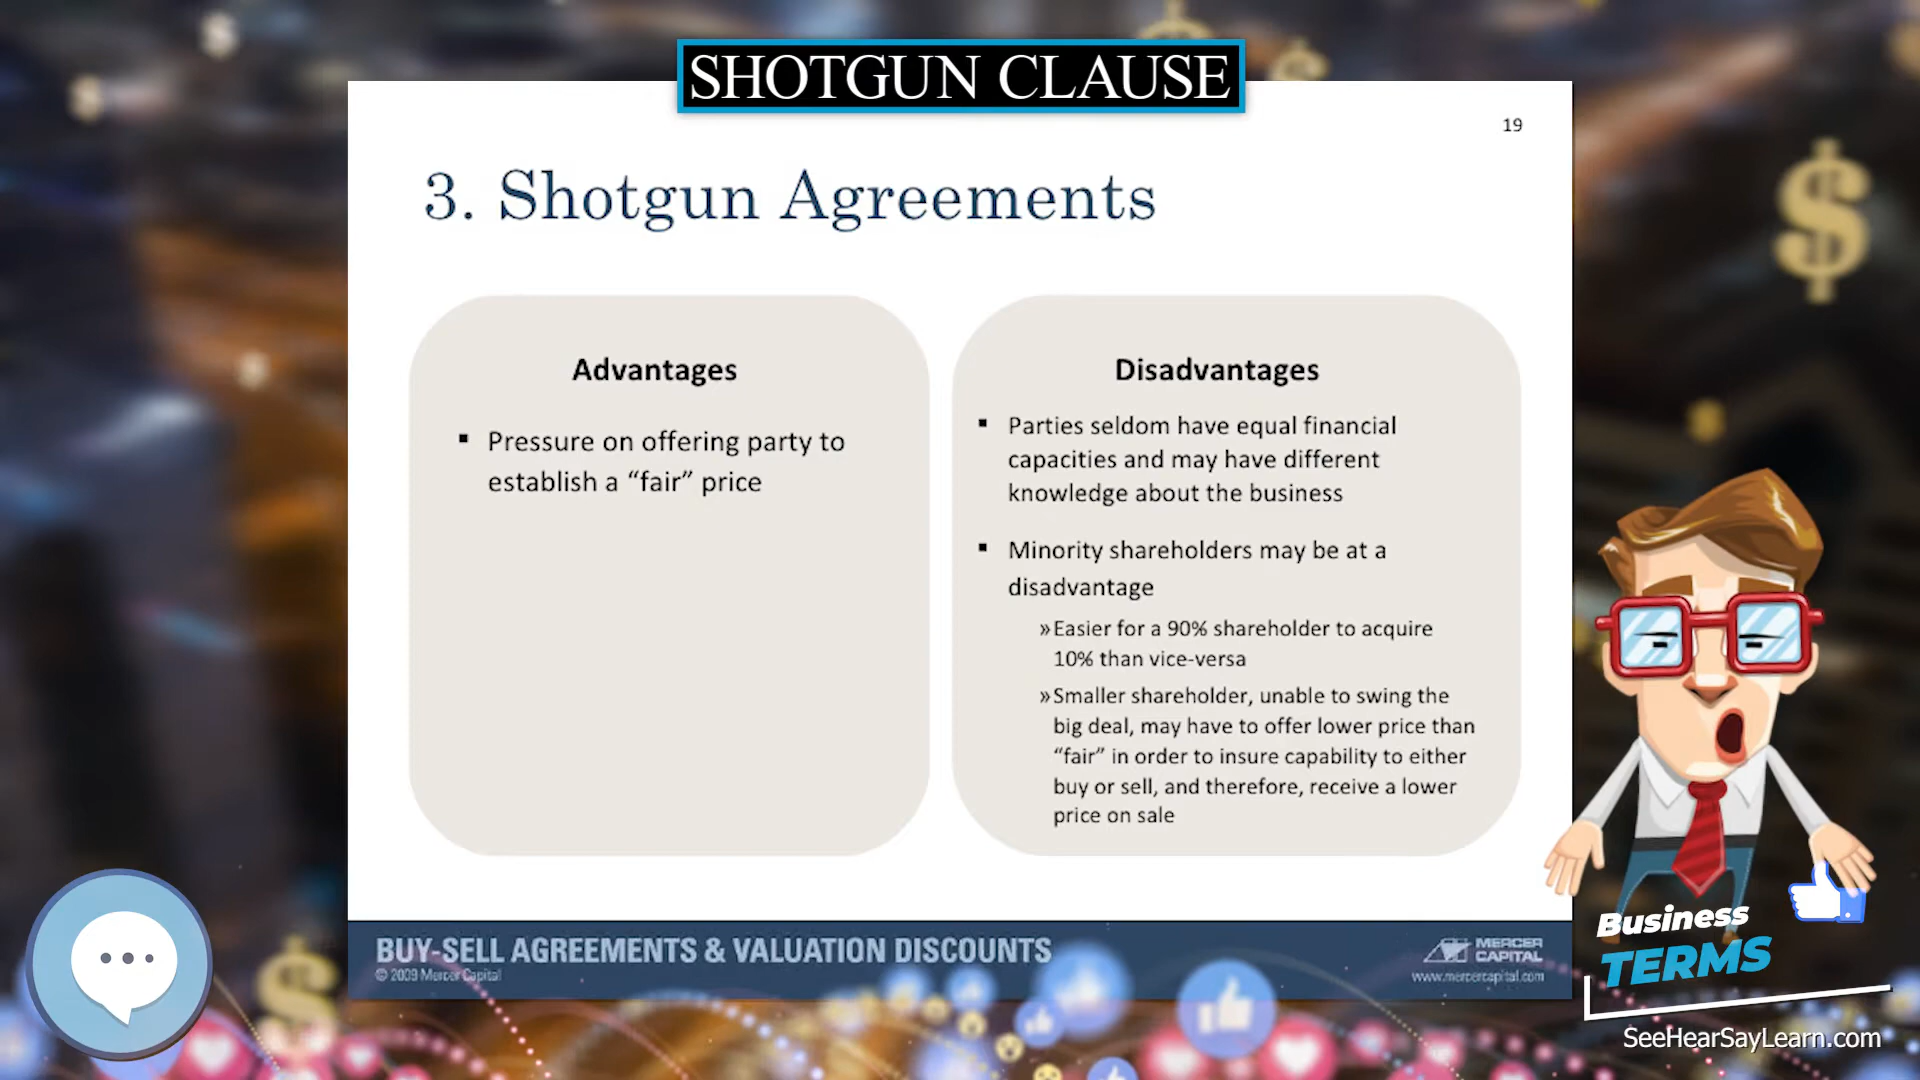 SHOTGUN CLAUSE
19
3. Shotgun Agreements
Advantages
▪ Pressure on offering party to
establish a “fair” price
Disadvantages
▪ Parties seldom have equal financial
capacities and may have different
knowledge about the business
▪ Minority shareholders may be at a
disadvantage
»Easier for a 90% shareholder to acquire
10% than vice-versa
»Smaller shareholder, unable to swing the
big deal, may have to offer lower price than
“fair” in order to insure capability to either
buy or sell, and therefore, receive a lower
price on sale
BUY-SELL AGREEMENTS & VALUATION DISCOUNTS
© 2009 Mercer Capital
MERCER
CAPITAL
www.mercercapital.com
Business
TERMS
SeeHearSayLearn.com